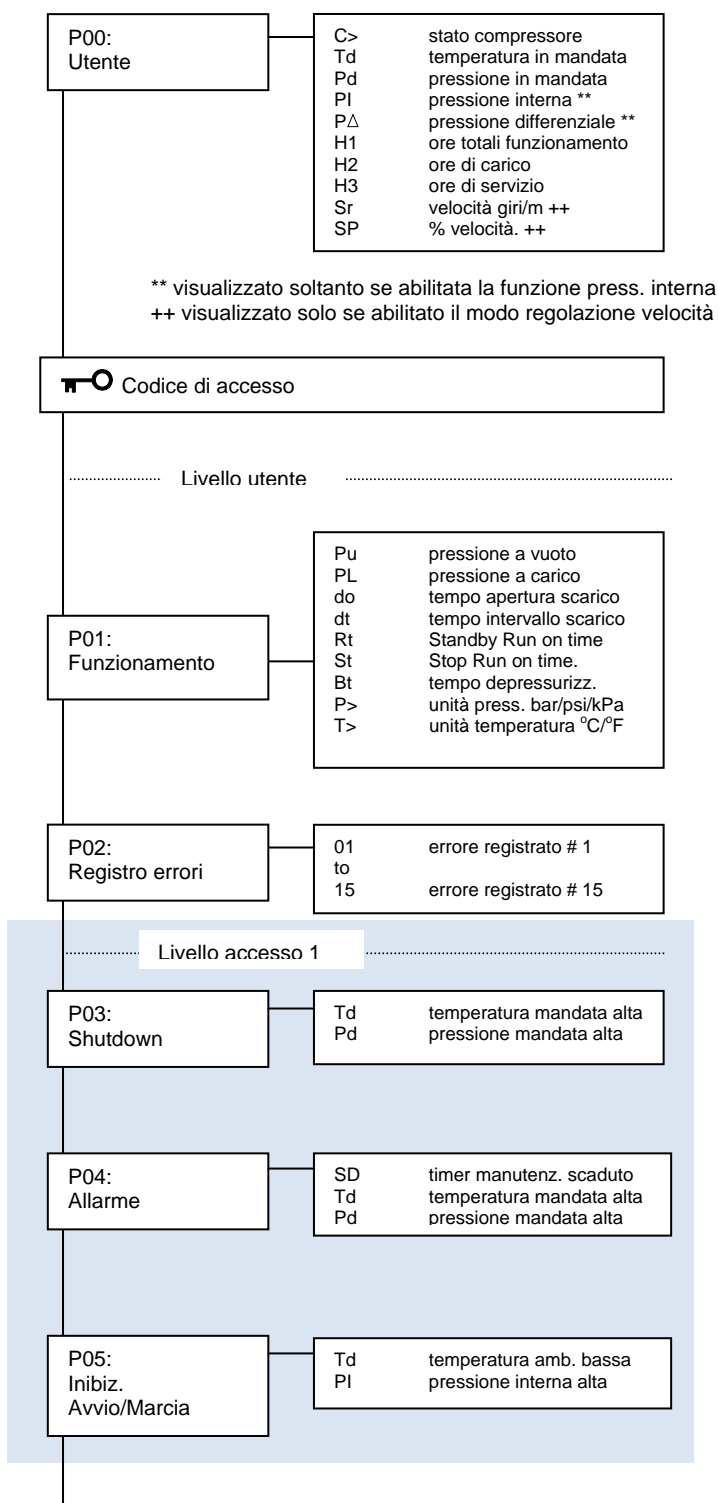 P00:
Utente
C> stato compressore
Td temperatura in mandata
Pd pressione in mandata
PI pressione interna **
PΔ pressione differenziale **
H1 ore totali funzionamento
H2 ore di carico
H3 ore di servizio
Sr velocità giri/m ++
SP % velocità. ++
** visualizzato soltanto se abilitata la funzione press. interna
++ visualizzato solo se abilitato il modo regolazione velocità
Codice di accesso
Livello utente
P01:
Funzionamento
Pu pressione a vuoto
PL pressione a carico
do tempo apertura scarico
dt tempo intervallo scarico
Rt Standby Run on time
St Stop Run on time.
Bt tempo depressurizz.
P> unità press. bar/psi/kPa
T> unità temperatura °C/°F
P02:
Registro errori
01 errore registrato # 1
to
15 errore registrato # 15
Livello accesso 1
P03:
Shutdown
Td temperatura mandata alta
Pd pressione mandata alta
P04:
Allarme
SD timer manutenz. scaduto
Td temperatura mandata alta
Pd pressione mandata alta
P05:
Inibiz.
Avvio/Marcia
Td temperatura amb. bassa
PI pressione interna alta